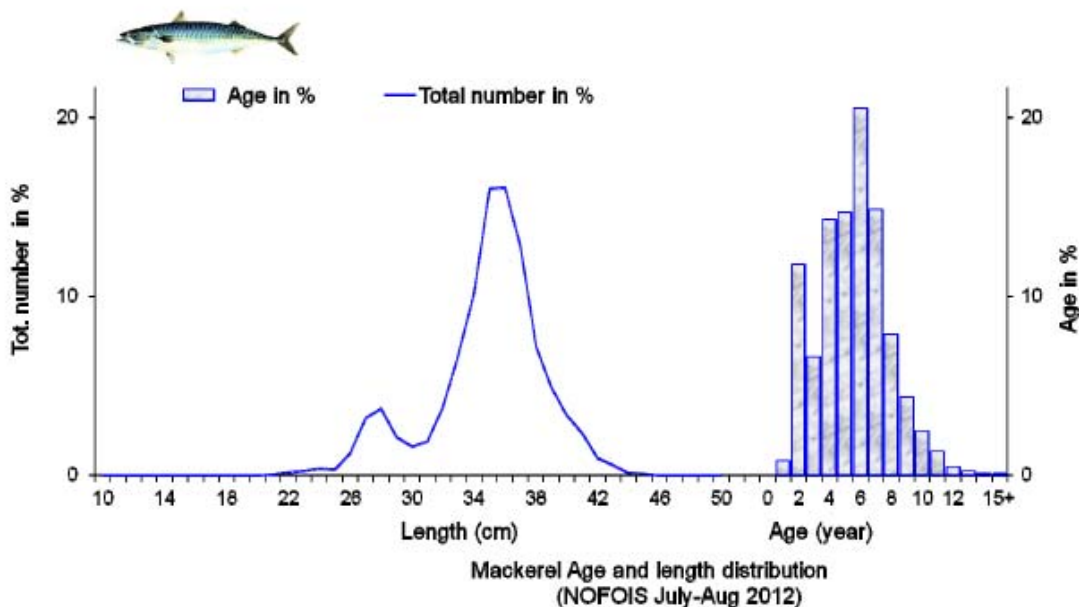 Age in %
Total number in %
20
20
Tot. number in %
10
10
Age in %
0
0
10 14 18 22 26 30 34 38 42 46 50 0 2 4 6 8 10 12 15+
Length (cm)
Age (year)
Mackerel Age and length distribution
(NOFOIS July-Aug 2012)